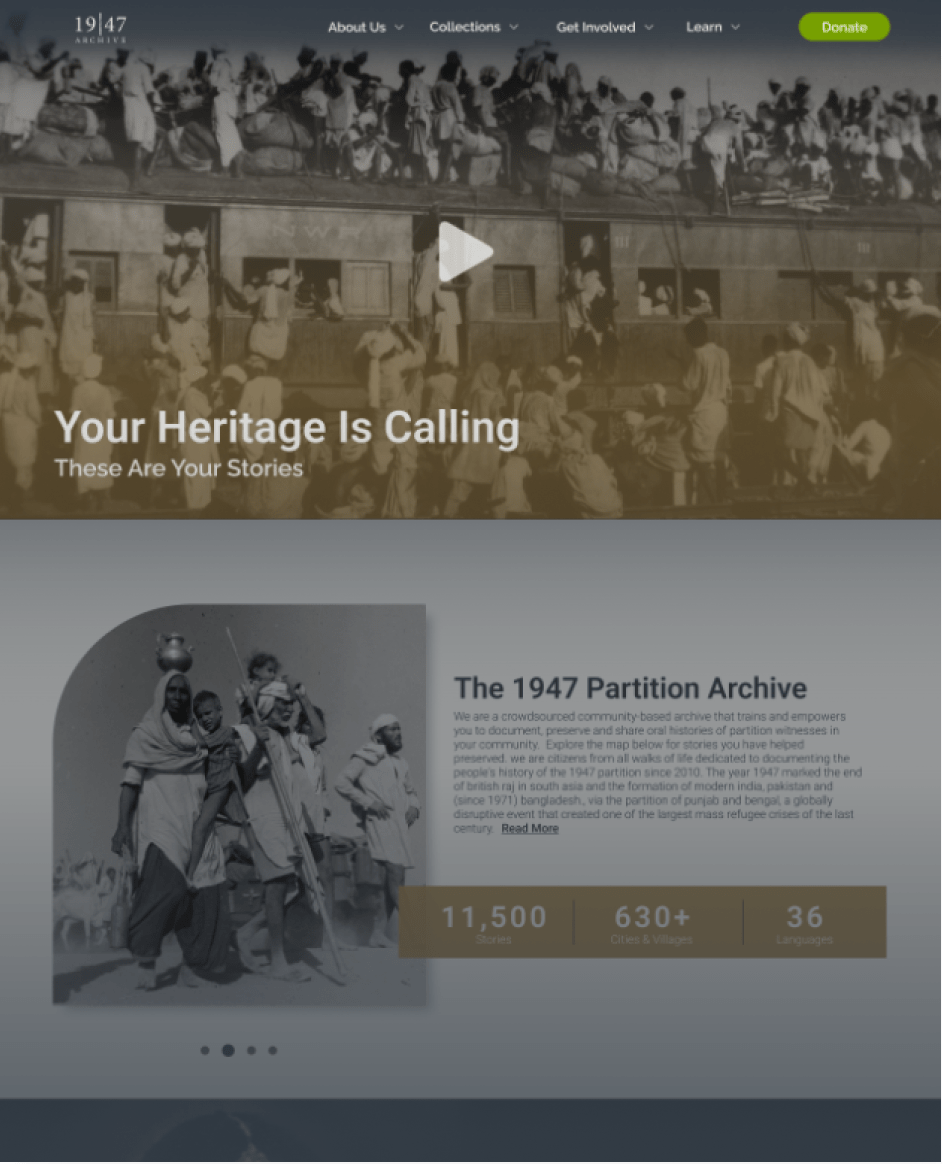 19|47
ARCHIVE
About Us
Collections
Get Involved
Learn
Donate
NWR
Your Heritage Is Calling
These Are Your Stories
The 1947 Partition Archive
We are a crowdsourced community-based archive that trains and empowers
you to document, preserve and share oral histories of partition witnesses in
your community. Explore the map below for stories you have helped
preserved. we are citizens from all walks of life dedicated to documenting the
people's history of the 1947 partition since 2010. The year 1947 marked the end
of british raj in south asia and the formation of modern india, pakistan and
(since 1971) bangladesh., via the partition of punjab and bengal, a globally
disruptive event that created one of the largest mass refugee crises of the last
century. Read More
11,500
Stories
630+
Cities & Villages
36
Languages